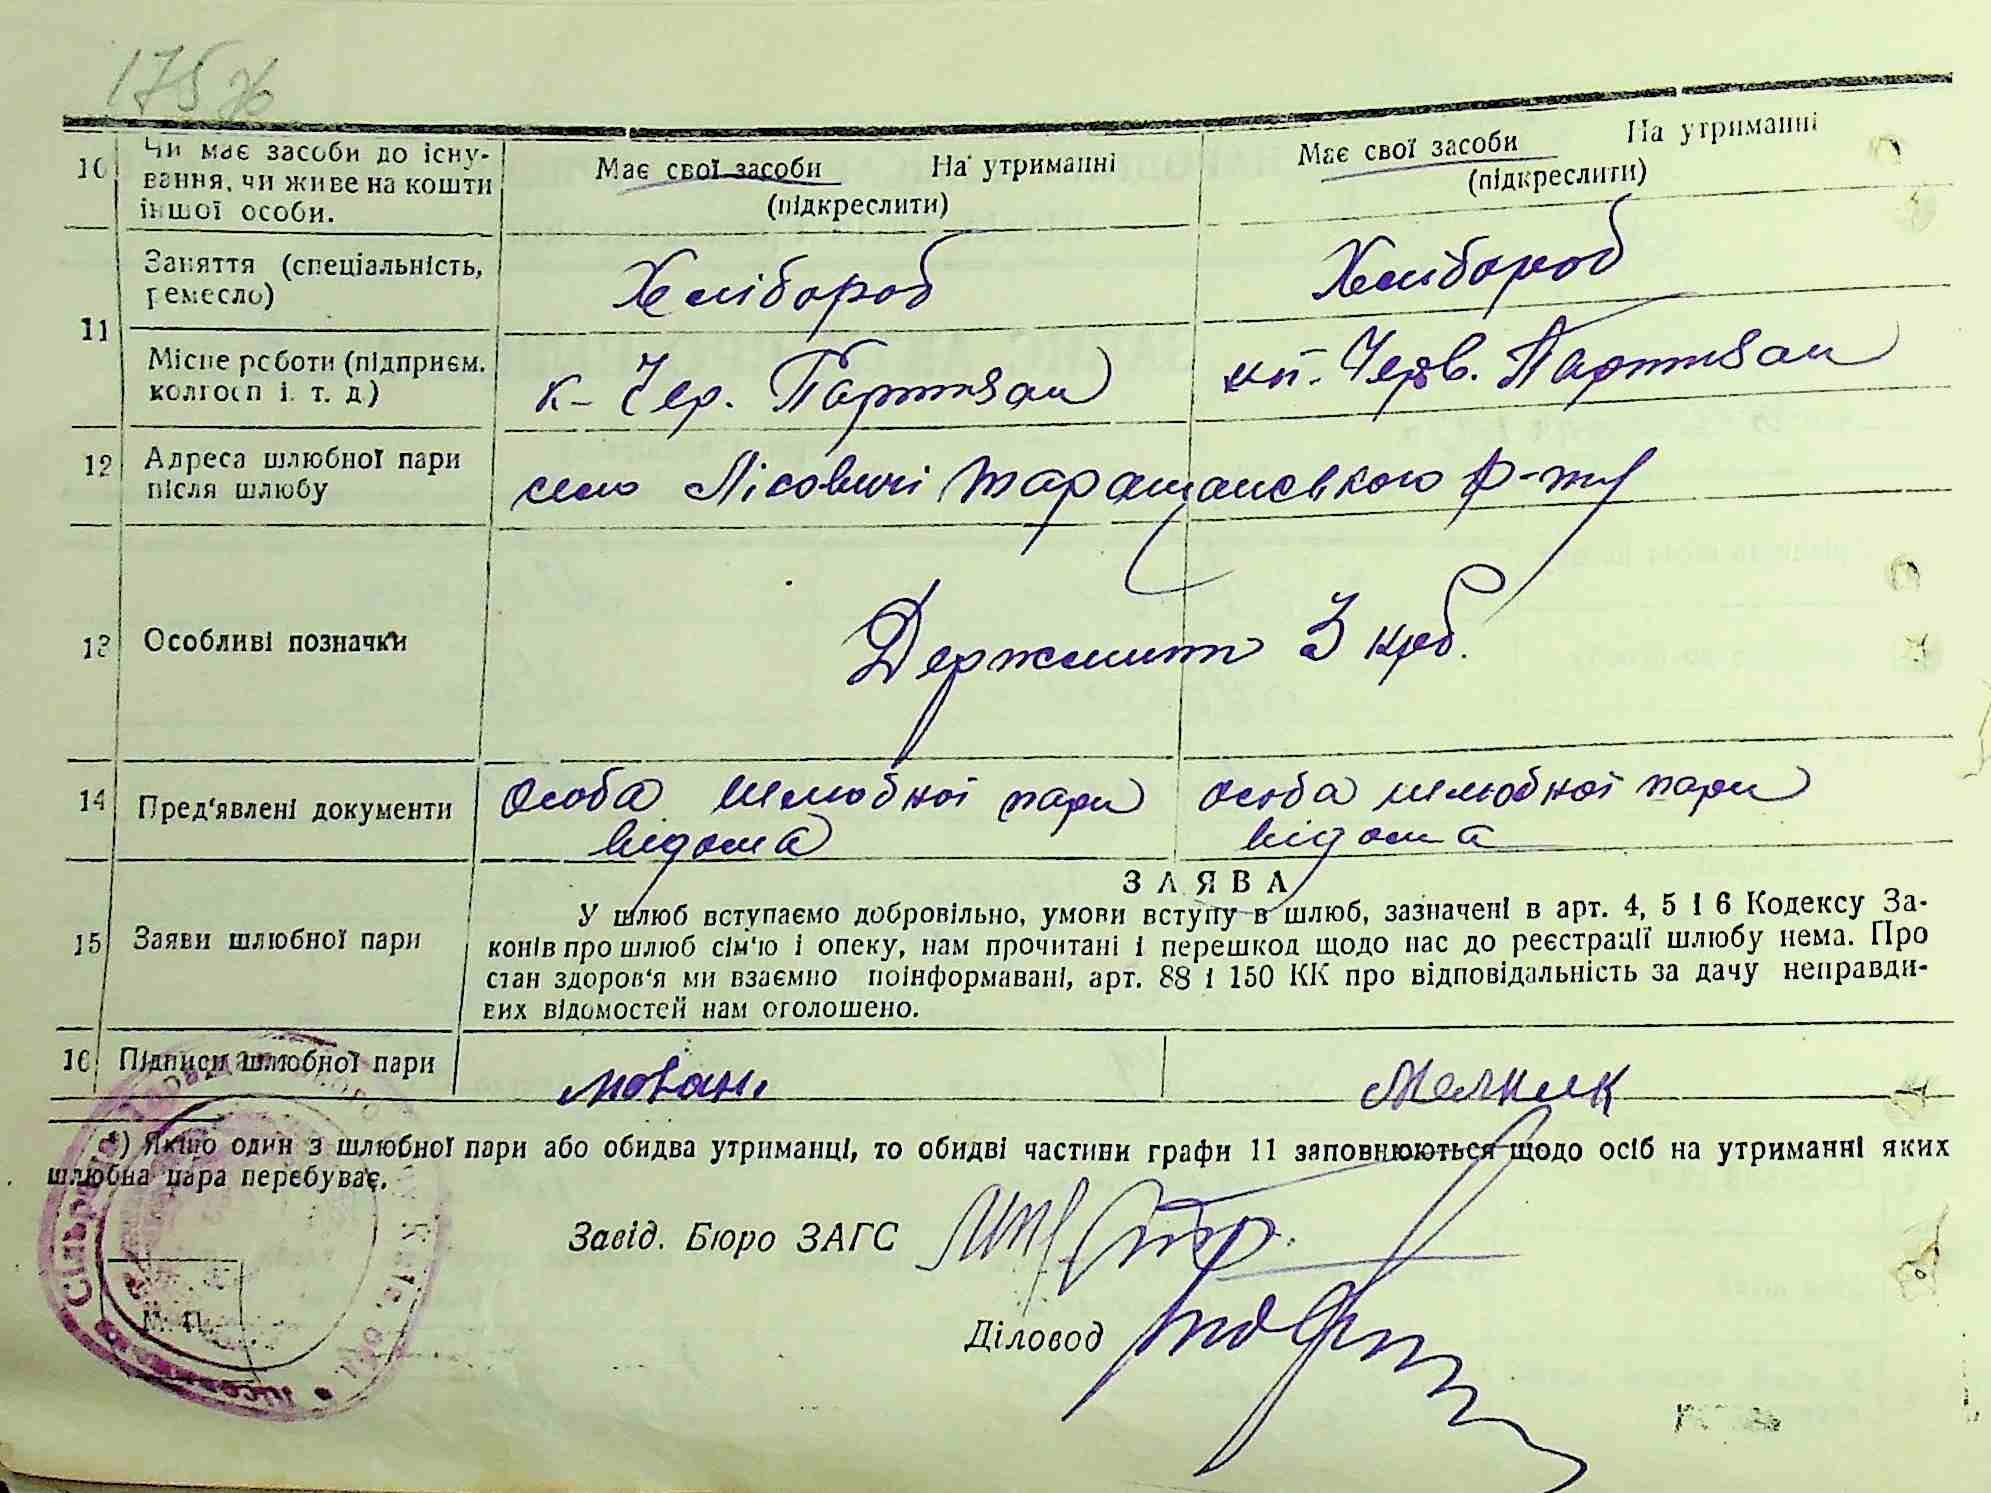 175 зв
10 Чи має засоби до існу-
вання, чи живе на кошти
іншої особи.
Має свої засоби На утриманні
(підкреслити)
Має свої засоби На утриманні
(підкреслити)
11 Заняття (спеціальність,
ремесло)
Хлібороб
Хлібороб
Місце роботи (підприєм.
колгосп і. т. д.)
к- Чер. Партизан
кп. Черв. Партизан
12 Адреса шлюбної пари
після шлюбу
село Лісовичі Таращанського р-ну
13 Особливі позначки
Держмито 3 крб.
14 Пред'явлені документи
Особа шлюбної пари
відома
Особа шлюбної пари
відома
15 Заяви шлюбної пари
ЗАЯВА
У шлюб вступаємо добровільно, умови вступу в шлюб, зазначені в арт. 4, 5 і 6 Кодексу За-
конів про шлюб сім'ю і опеку, нам прочитані і перешкод щодо нас до реєстрації шлюбу нема. Про
стан здоров'я ми взаємно поінформавані, арт. 88 і 150 КК про відповідальність за дачу неправди-
вих відомостей нам оголошено.
16 Підписи шлюбної пари
Мелник
*) Якщо один з шлюбної пари або обидва утриманці, то обидві частини графи 11 заповнюються щодо осіб на утриманні яких
шлюбна пара перебуває.
Завід. Бюро ЗАГС
М. П.
Діловод